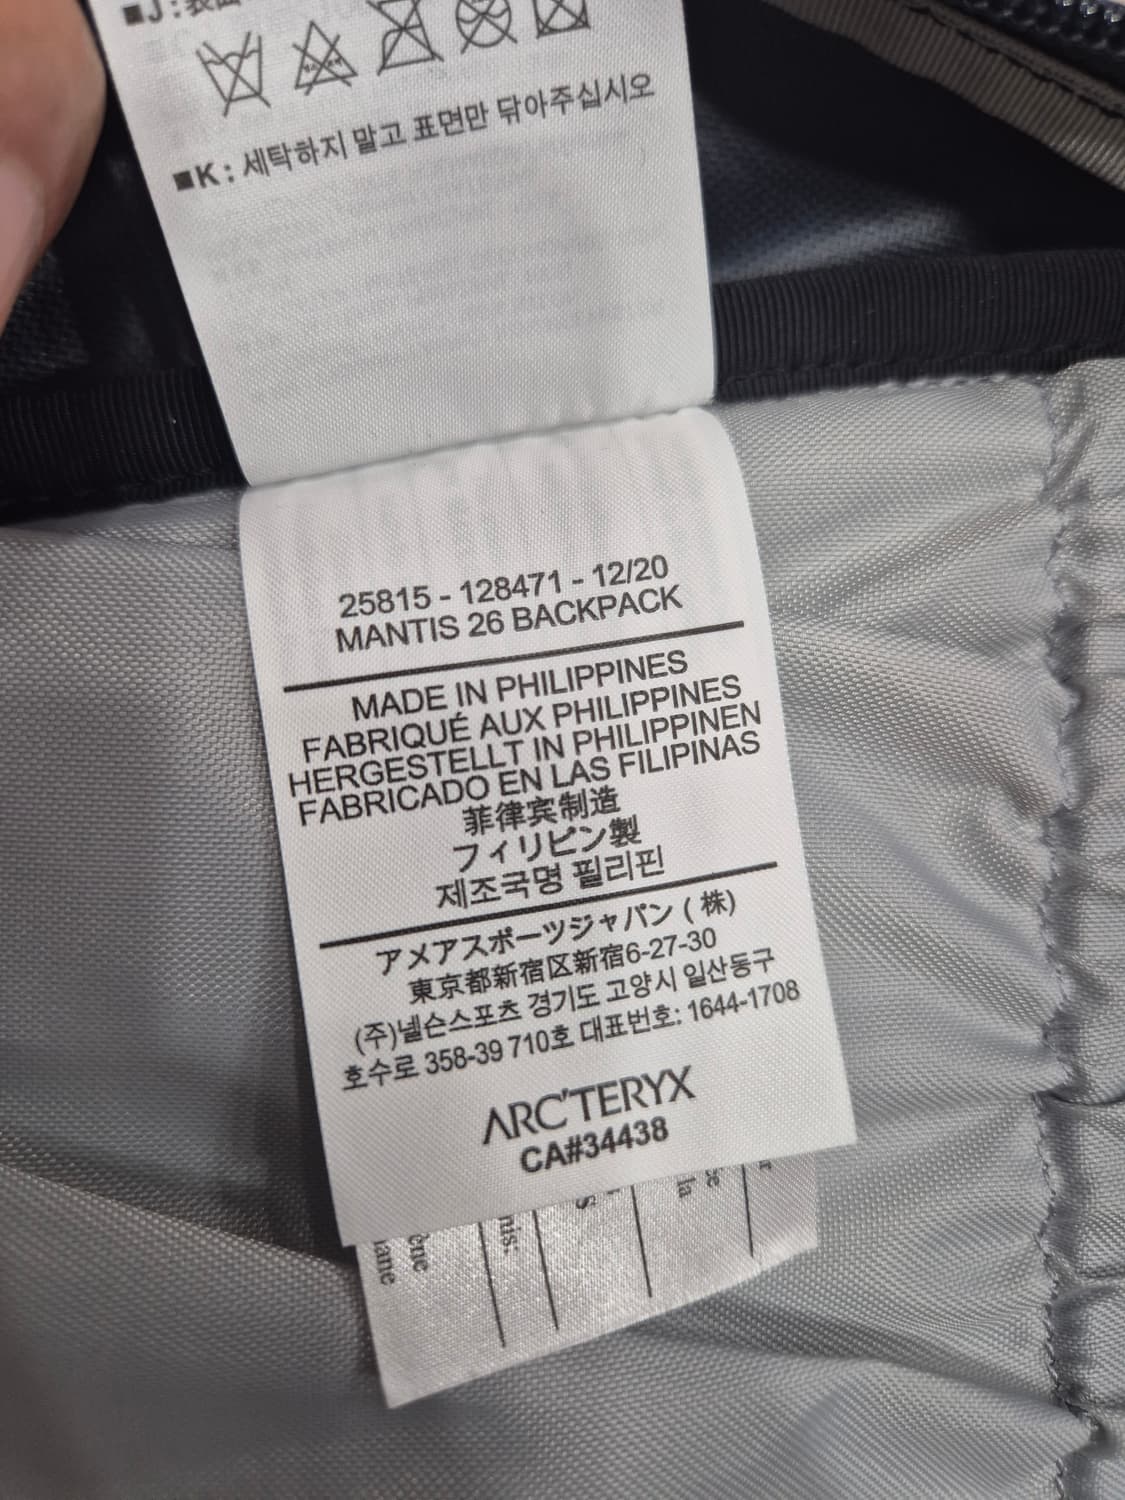 ■J:表面
■K: 세탁하지 말고 표면만 닦아주십시오
25815 - 128471 - 12/20
MANTIS 26 BACKPACK
MADE IN PHILIPPINES
FABRIQUÉ AUX PHILIPPINES
HERGESTELLT IN PHILIPPINEN
FABRICADO EN LAS FILIPINAS
菲律宾制造
フィリピン製
제조국명 필리핀
アメアスポーツジャパン (株)
東京都新宿区新宿6-27-30
(주)넬슨스포츠 경기도 고양시 일산동구
호수로 358-39 710호 대표번호: 1644-1708
ARC'TERYX
CA#34438